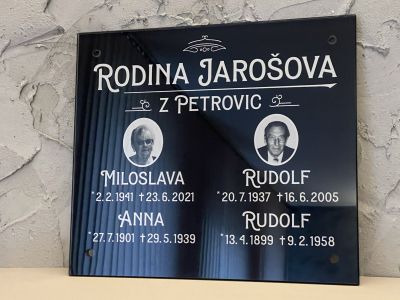 RODINA JAROŠOVA
Z PETROVIC
MILOSLAVA
*2.2.1941 †23.6.2021
RUDOLF
*20.7.1937 †16.6.2005
ANNA
*27.7.1901 †29.5.1939
RUDOLF
*13.4.1899 †9.2.1958